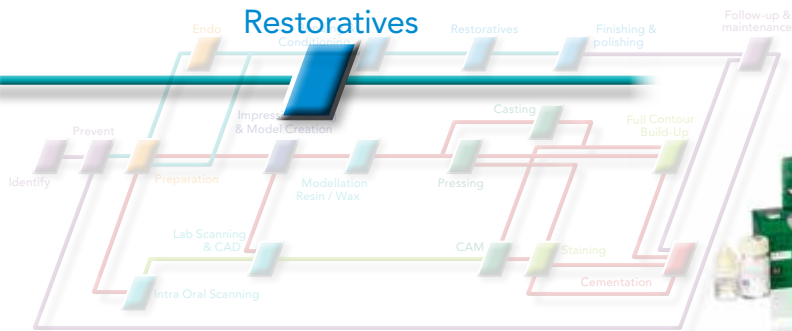 Restoratives
Follow-up &
maintenance
Endo
Conditioning
Restoratives
Finishing &
polishing
Casting
Impress
& Model Creation
Full Contour
Build-Up
Prevent
Identify
Preparation
Modellation
Resin / Wax
Pressing
Lab Scanning
& CAD
CAM
Staining
Cementation
Intra Oral Scanning